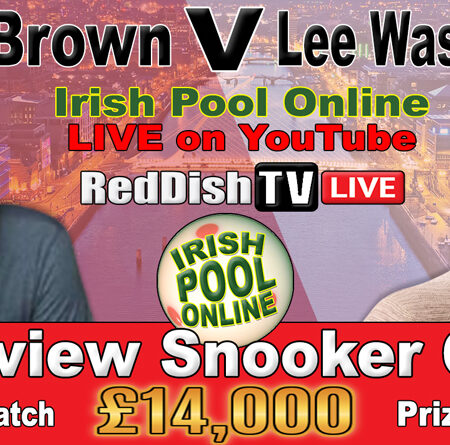 Brown V Lee Was
Irish Pool Online
LIVE on YouTube
RedDishTV LIVE
IRISH
POOL
ONLINE
view Snooker C
atch £14,000 Priz